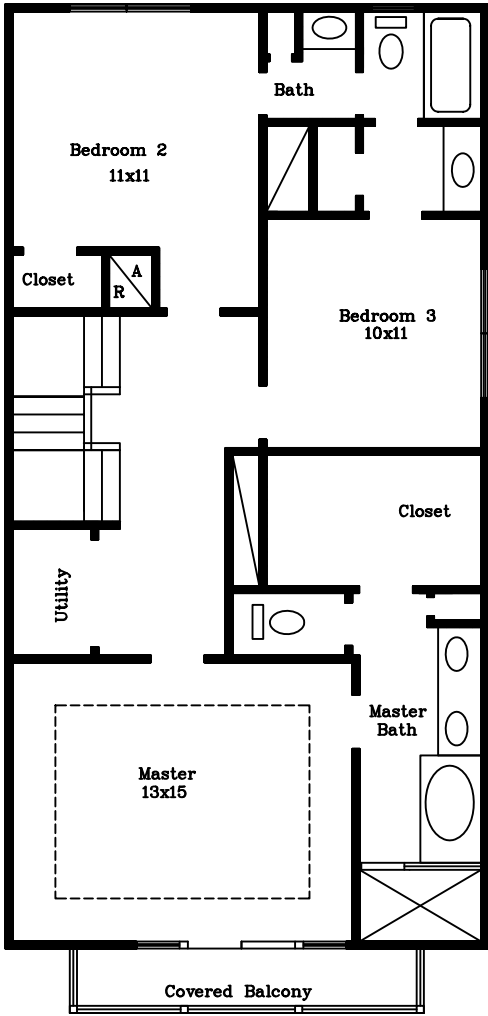 Bath
Bedroom 2
11x11
A
R
Closet
Bedroom 3
10x11
Closet
Utility
Master
Bath
Master
13x15
Covered Balcony